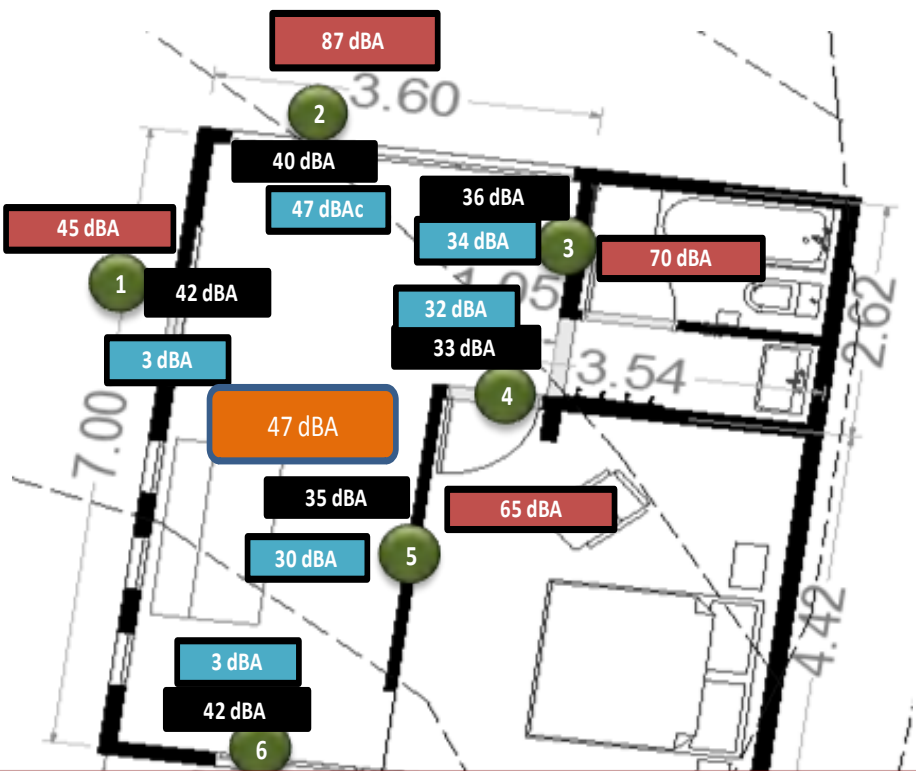 87 dBA
3.60
2
40 dBA
47 dBAc
36 dBA
45 dBA
34 dBA
3
70 dBA
1
42 dBA
32 dBA
2.62
3 dBA
33 dBA
3.54
4
47 dBA
7.00
35 dBA
65 dBA
30 dBA
5
4.42
3 dBA
42 dBA
6